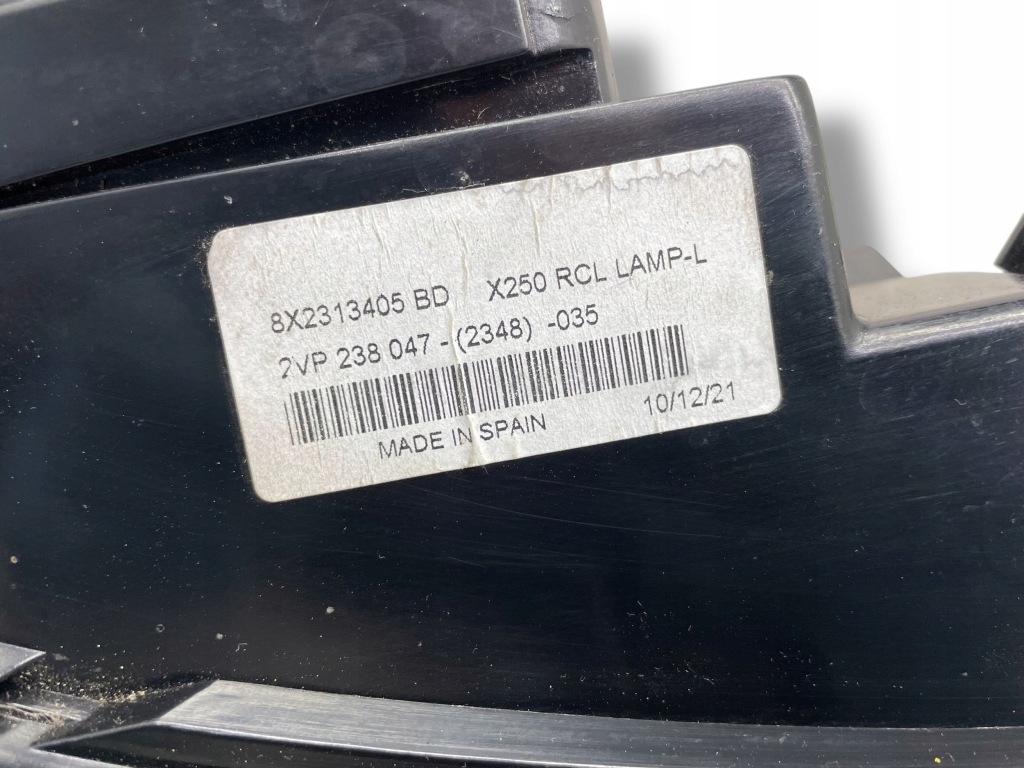 8X2313405 BD X250 RCL LAMP-L
2VP 238 047 - (2348) -035
MADE IN SPAIN 10/12/21